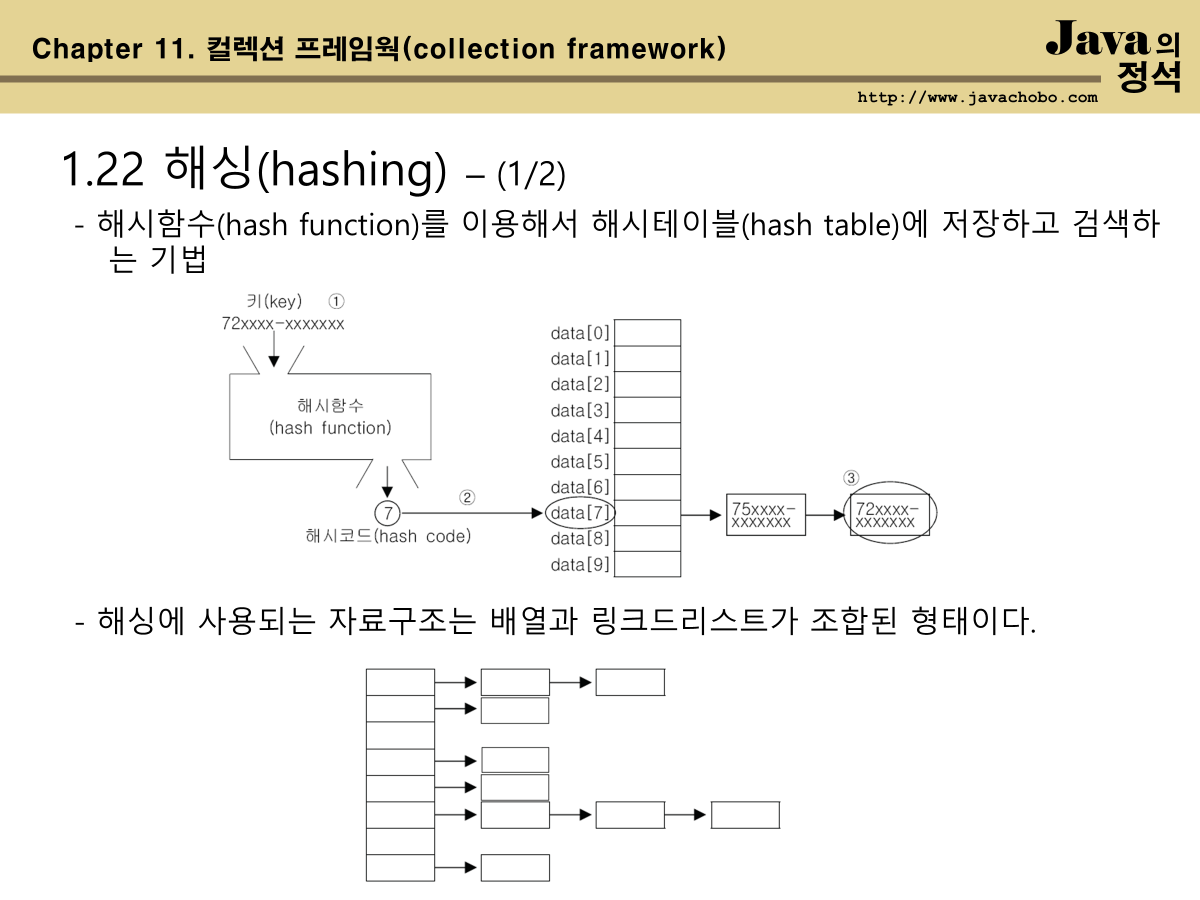 Chapter 11. 컬렉션 프레임웍(collection framework)
Java의
정석
http://www.javachobo.com
1.22 해싱(hashing) – (1/2)
- 해시함수(hash function)를 이용해서 해시테이블(hash table)에 저장하고 검색하
는 기법
키(key) ①
72xxxx-xxxxxxx
해시함수
(hash function)
7
해시코드(hash code)
②
data[0]
data[1]
data[2]
data[3]
data[4]
data[5]
data[6]
data[7]
data[8]
data[9]
75xxxx-
xxxxxxx
③
72xxxx-
xxxxxxx
- 해싱에 사용되는 자료구조는 배열과 링크드리스트가 조합된 형태이다.